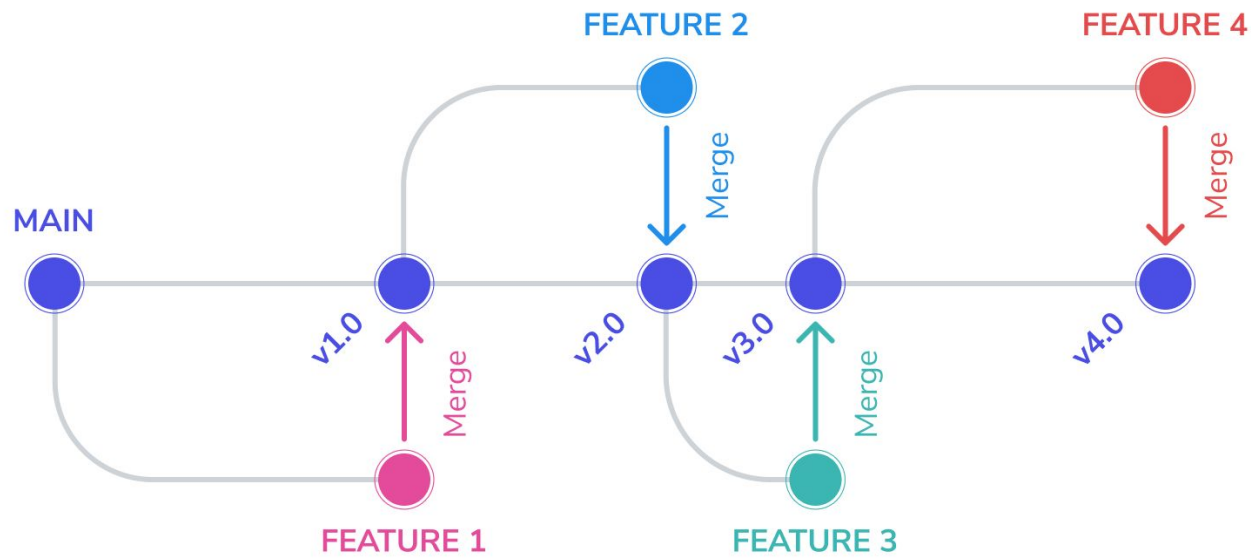 FEATURE 2
FEATURE 4
Merge
Merge
MAIN
v1.0
v2.0
v3.0
v4.0
Merge
Merge
FEATURE 1
FEATURE 3